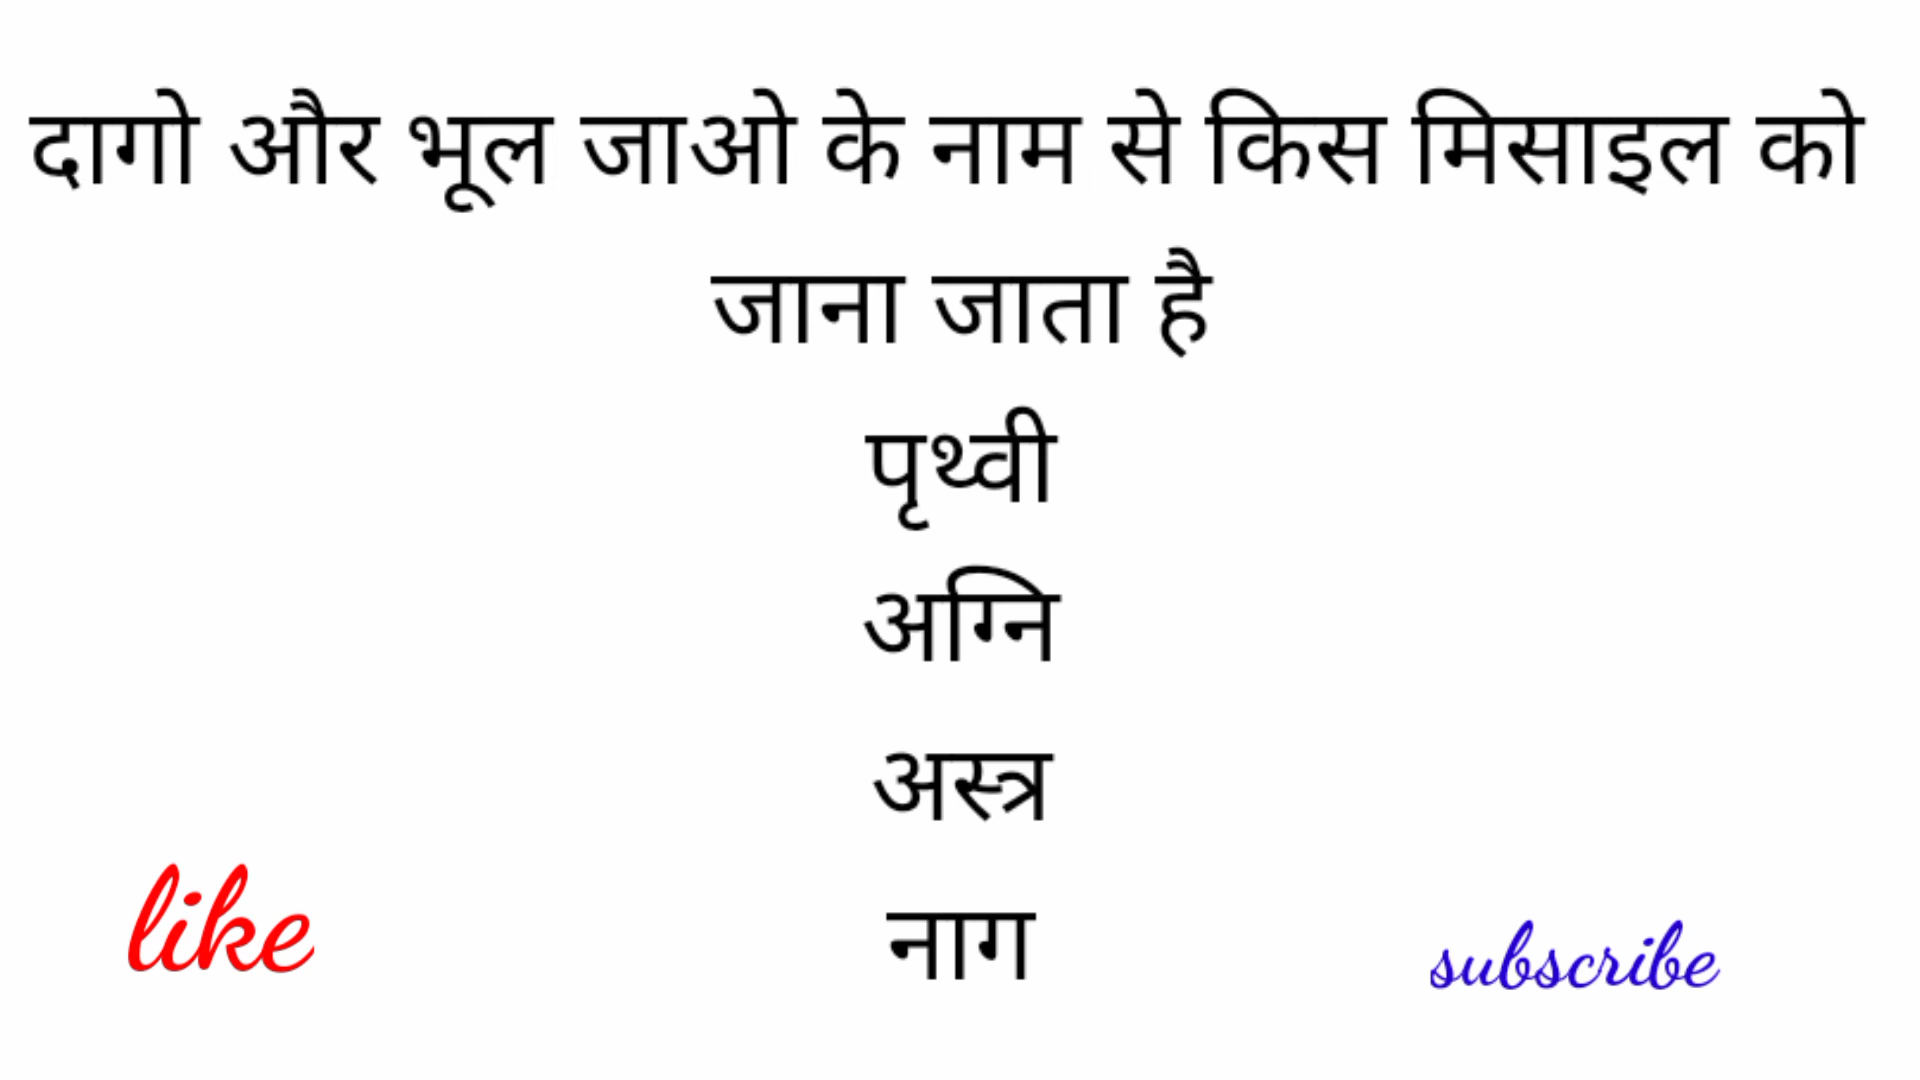 दागो और भूल जाओ के नाम से किस मिसाइल को
जाना जाता है
पृथ्वी
अग्नि
अस्त्र
नाग
like
subscribe